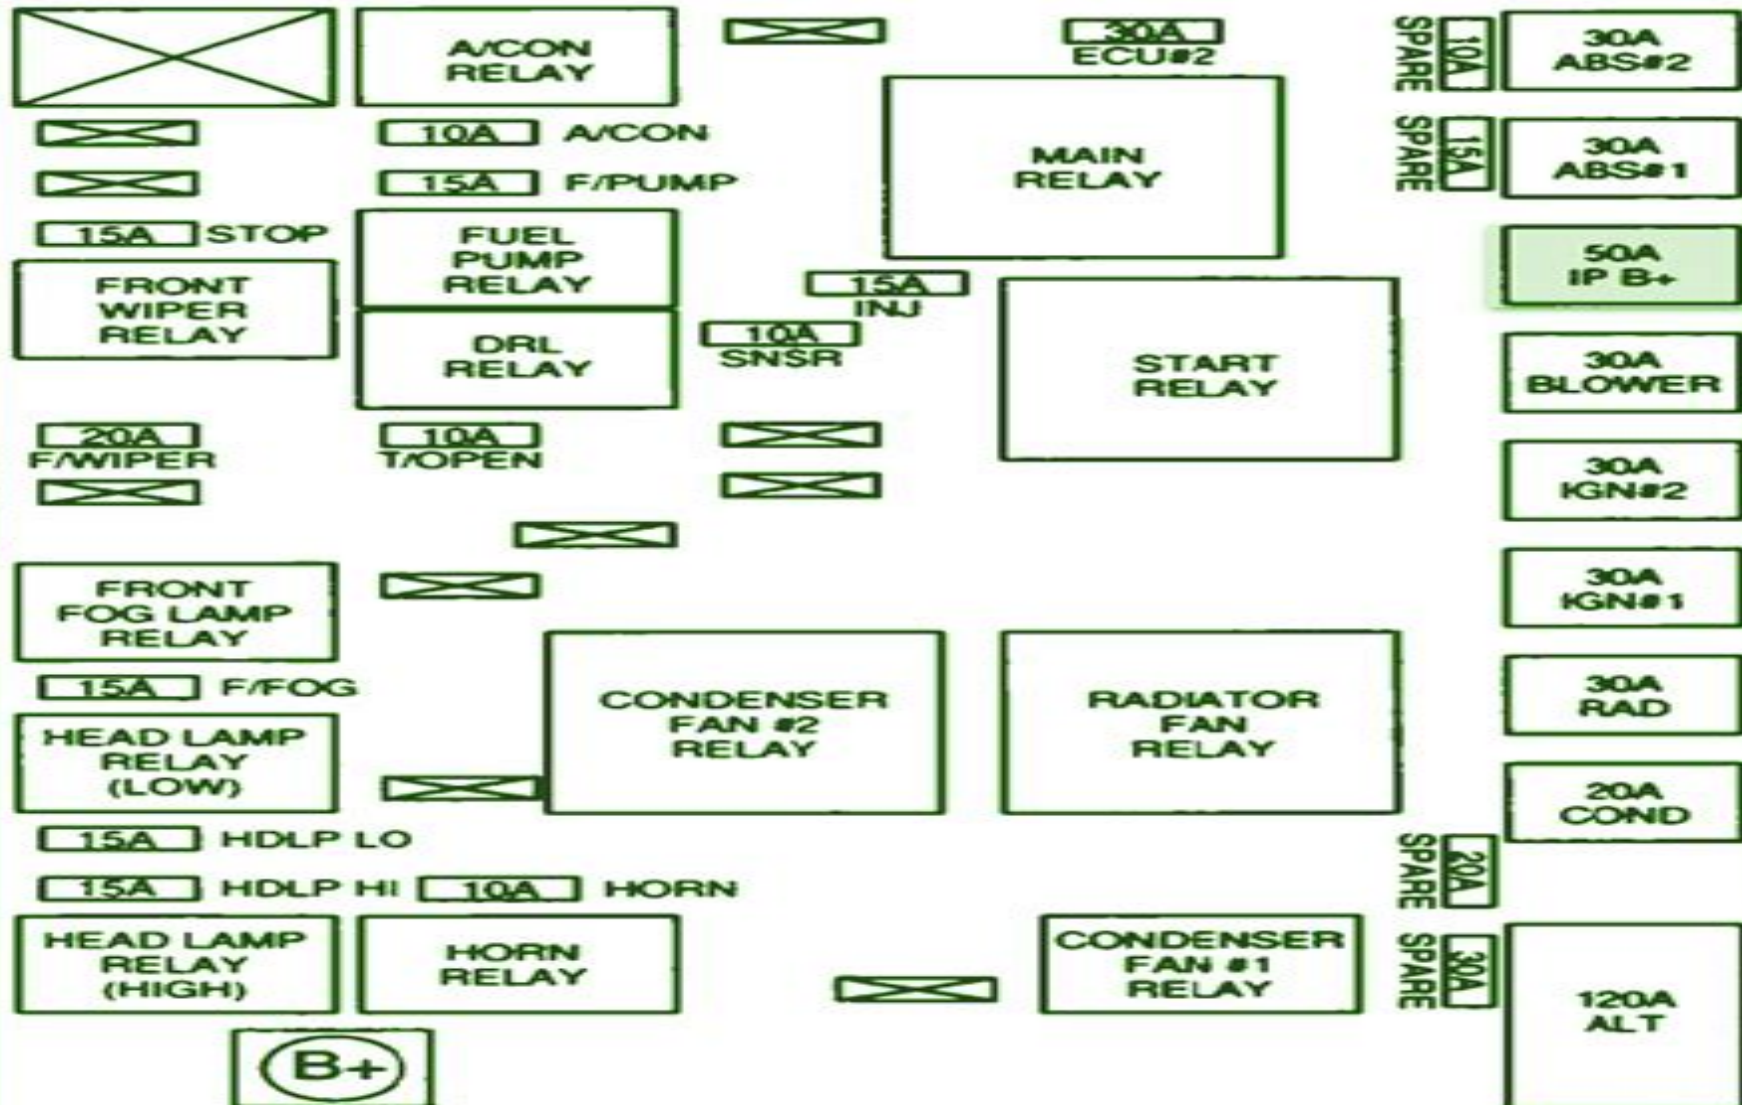 A/CON
RELAY
30A
ECU#2
SPARE
10A
30A
ABS#2
10A A/CON
15A F/PUMP
MAIN
RELAY
SPARE
15A
30A
ABS#1
15A STOP
FUEL
PUMP
RELAY
50A
IP B+
FRONT
WIPER
RELAY
15A
INJ
DRL
RELAY
10A
SNSR
START
RELAY
30A
BLOWER
20A
F/WIPER
10A
T/OPEN
30A
IGN#2
FRONT
FOG LAMP
RELAY
30A
IGN#1
15A F/FOG
CONDENSER
FAN #2
RELAY
RADIATOR
FAN
RELAY
30A
RAD
HEAD LAMP
RELAY
(LOW)
20A
COND
15A HDLP LO
SPARE
20A
15A HDLP HI
10A HORN
HEAD LAMP
RELAY
(HIGH)
HORN
RELAY
CONDENSER
FAN #1
RELAY
SPARE
30A
120A
ALT
B+